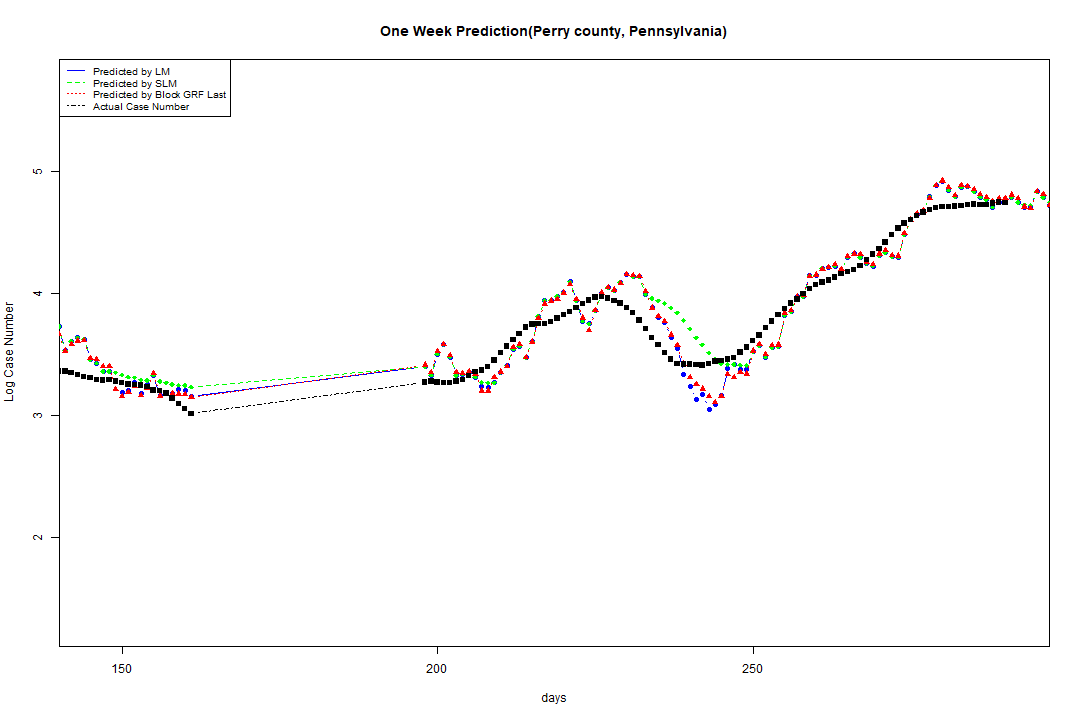 One Week Prediction(Perry county, Pennsylvania)
Predicted by LM
Predicted by SLM
Predicted by Block GRF Last
Actual Case Number
5
4
3
2
Log Case Number
150
200
250
days